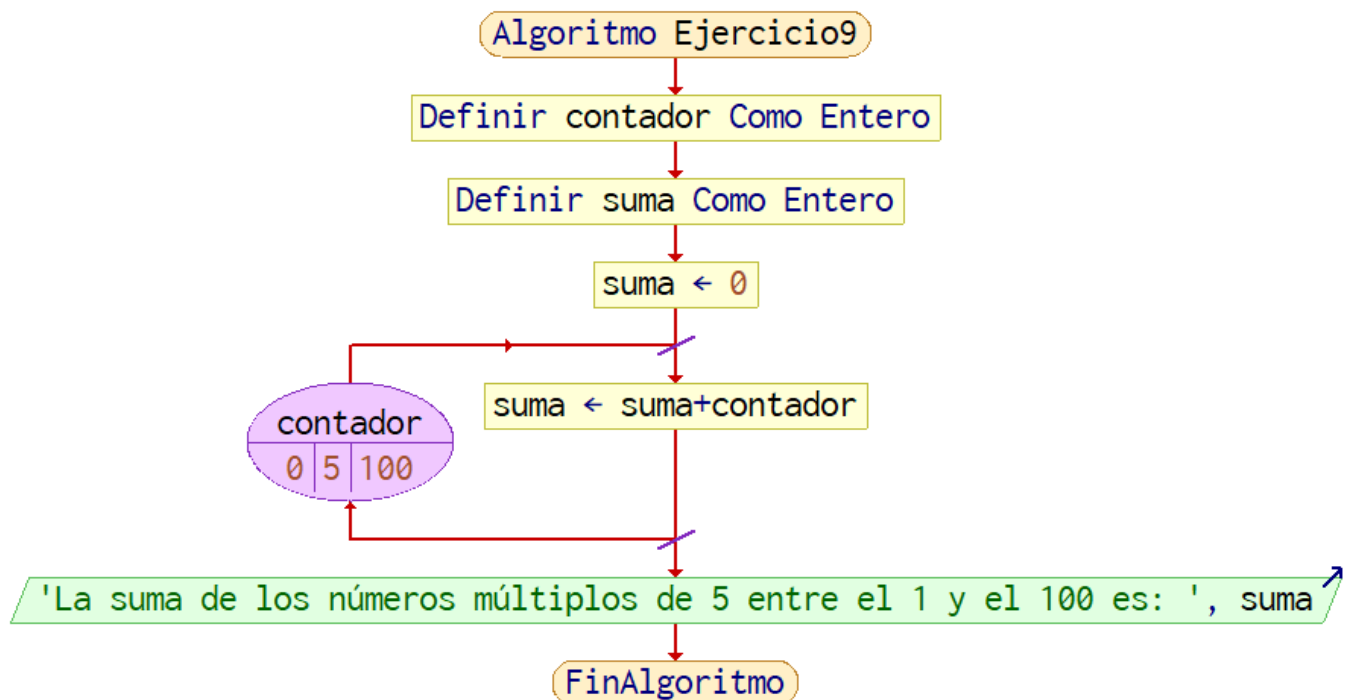 Algoritmo Ejercicio9
Definir contador Como Entero
Definir suma Como Entero
suma ← 0
suma ← suma+contador
contador
0 5 100
'La suma de los números múltiplos de 5 entre el 1 y el 100 es: ', suma
FinAlgoritmo